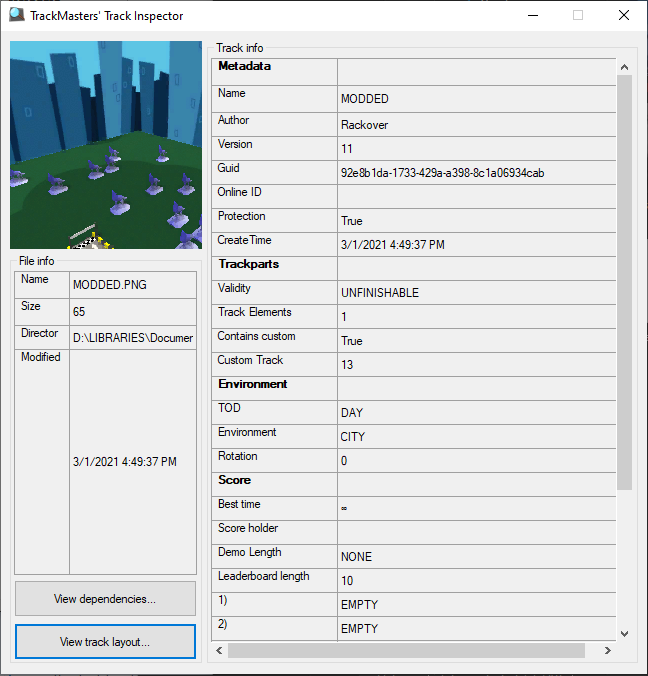 TrackMasters' Track Inspector
Track info
Metadata
Name MODDED
Author Rackover
Version 11
Guid 92e8b1da-1733-429a-a398-8c1a06934cab
Online ID
Protection True
Create Time 3/1/2021 4:49:37 PM
Trackparts
Validity UNFINISHABLE
Track Elements 1
Contains custom True
Custom Track 13
Environment
TOD DAY
Environment CITY
Rotation 0
Score
Best time ∞
Score holder
Demo Length NONE
Leaderboard length 10
1) EMPTY
2) EMPTY
File info
Name MODDED.PNG
Size 65
Director D:\LIBRARIES\Documer
Modified 3/1/2021 4:49:37 PM
View dependencies...
View track layout...